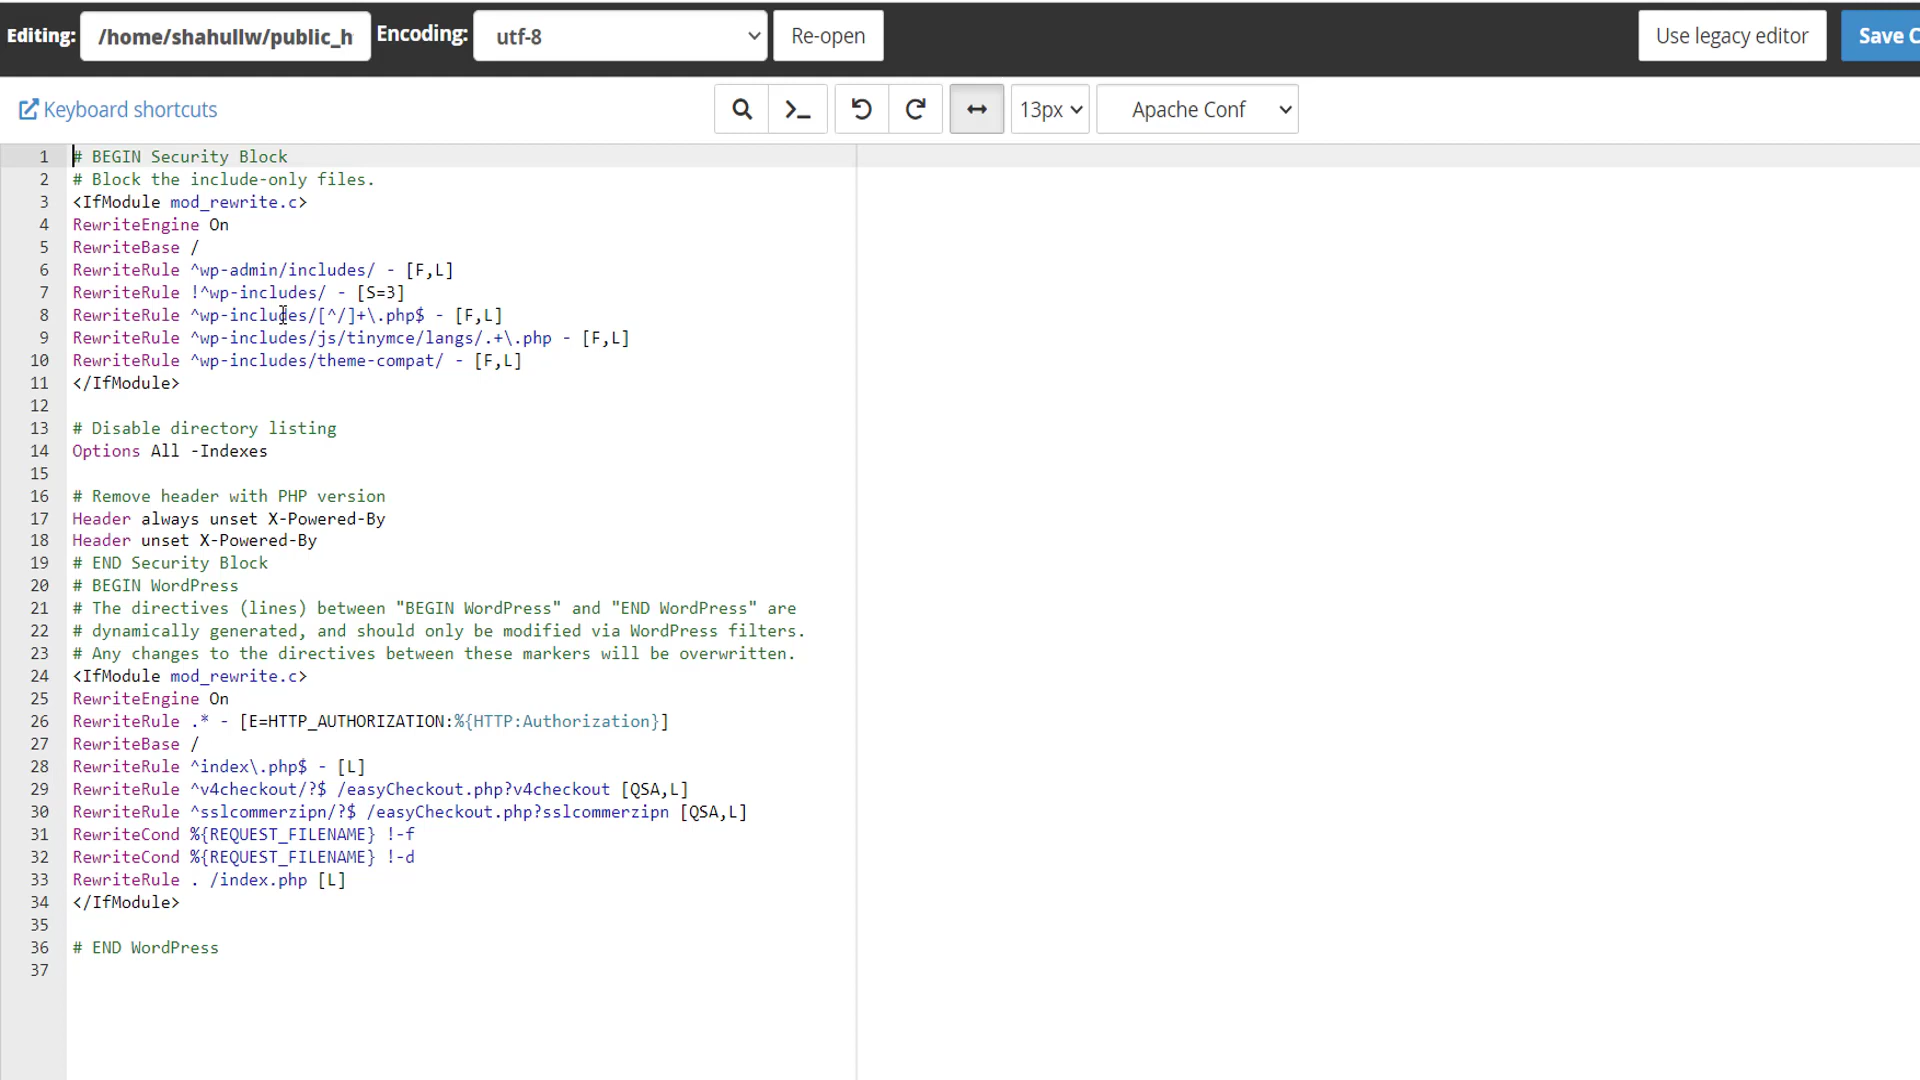 Editing: /home/shahullw/public_h Encoding: utf-8 Re-open Use legacy editor Save C
Keyboard shortcuts 13px Apache Conf
1 # BEGIN Security Block
2 # Block the include-only files.
3 <IfModule mod_rewrite.c>
4 RewriteEngine On
5 RewriteBase /
6 RewriteRule ^wp-admin/includes/ - [F,L]
7 RewriteRule !^wp-includes/ - [S=3]
8 RewriteRule ^wp-includes/[^/]+\.php$ - [F,L]
9 RewriteRule ^wp-includes/js/tinymce/langs/.+\.php - [F,L]
10 RewriteRule ^wp-includes/theme-compat/ - [F,L]
11 </IfModule>
12
13 # Disable directory listing
14 Options All -Indexes
15
16 # Remove header with PHP version
17 Header always unset X-Powered-By
18 Header unset X-Powered-By
19 # END Security Block
20 # BEGIN WordPress
21 # The directives (lines) between "BEGIN WordPress" and "END WordPress" are
22 # dynamically generated, and should only be modified via WordPress filters.
23 # Any changes to the directives between these markers will be overwritten.
24 <IfModule mod_rewrite.c>
25 RewriteEngine On
26 RewriteRule .* - [E=HTTP_AUTHORIZATION:%{HTTP:Authorization}]
27 RewriteBase /
28 RewriteRule ^index\.php$ - [L]
29 RewriteRule ^v4checkout/?$ /easyCheckout.php?v4checkout [QSA,L]
30 RewriteRule ^sslcommerzipn/?$ /easyCheckout.php?sslcommerzipn [QSA,L]
31 RewriteCond %{REQUEST_FILENAME} !-f
32 RewriteCond %{REQUEST_FILENAME} !-d
33 RewriteRule . /index.php [L]
34 </IfModule>
35
36 # END WordPress
37